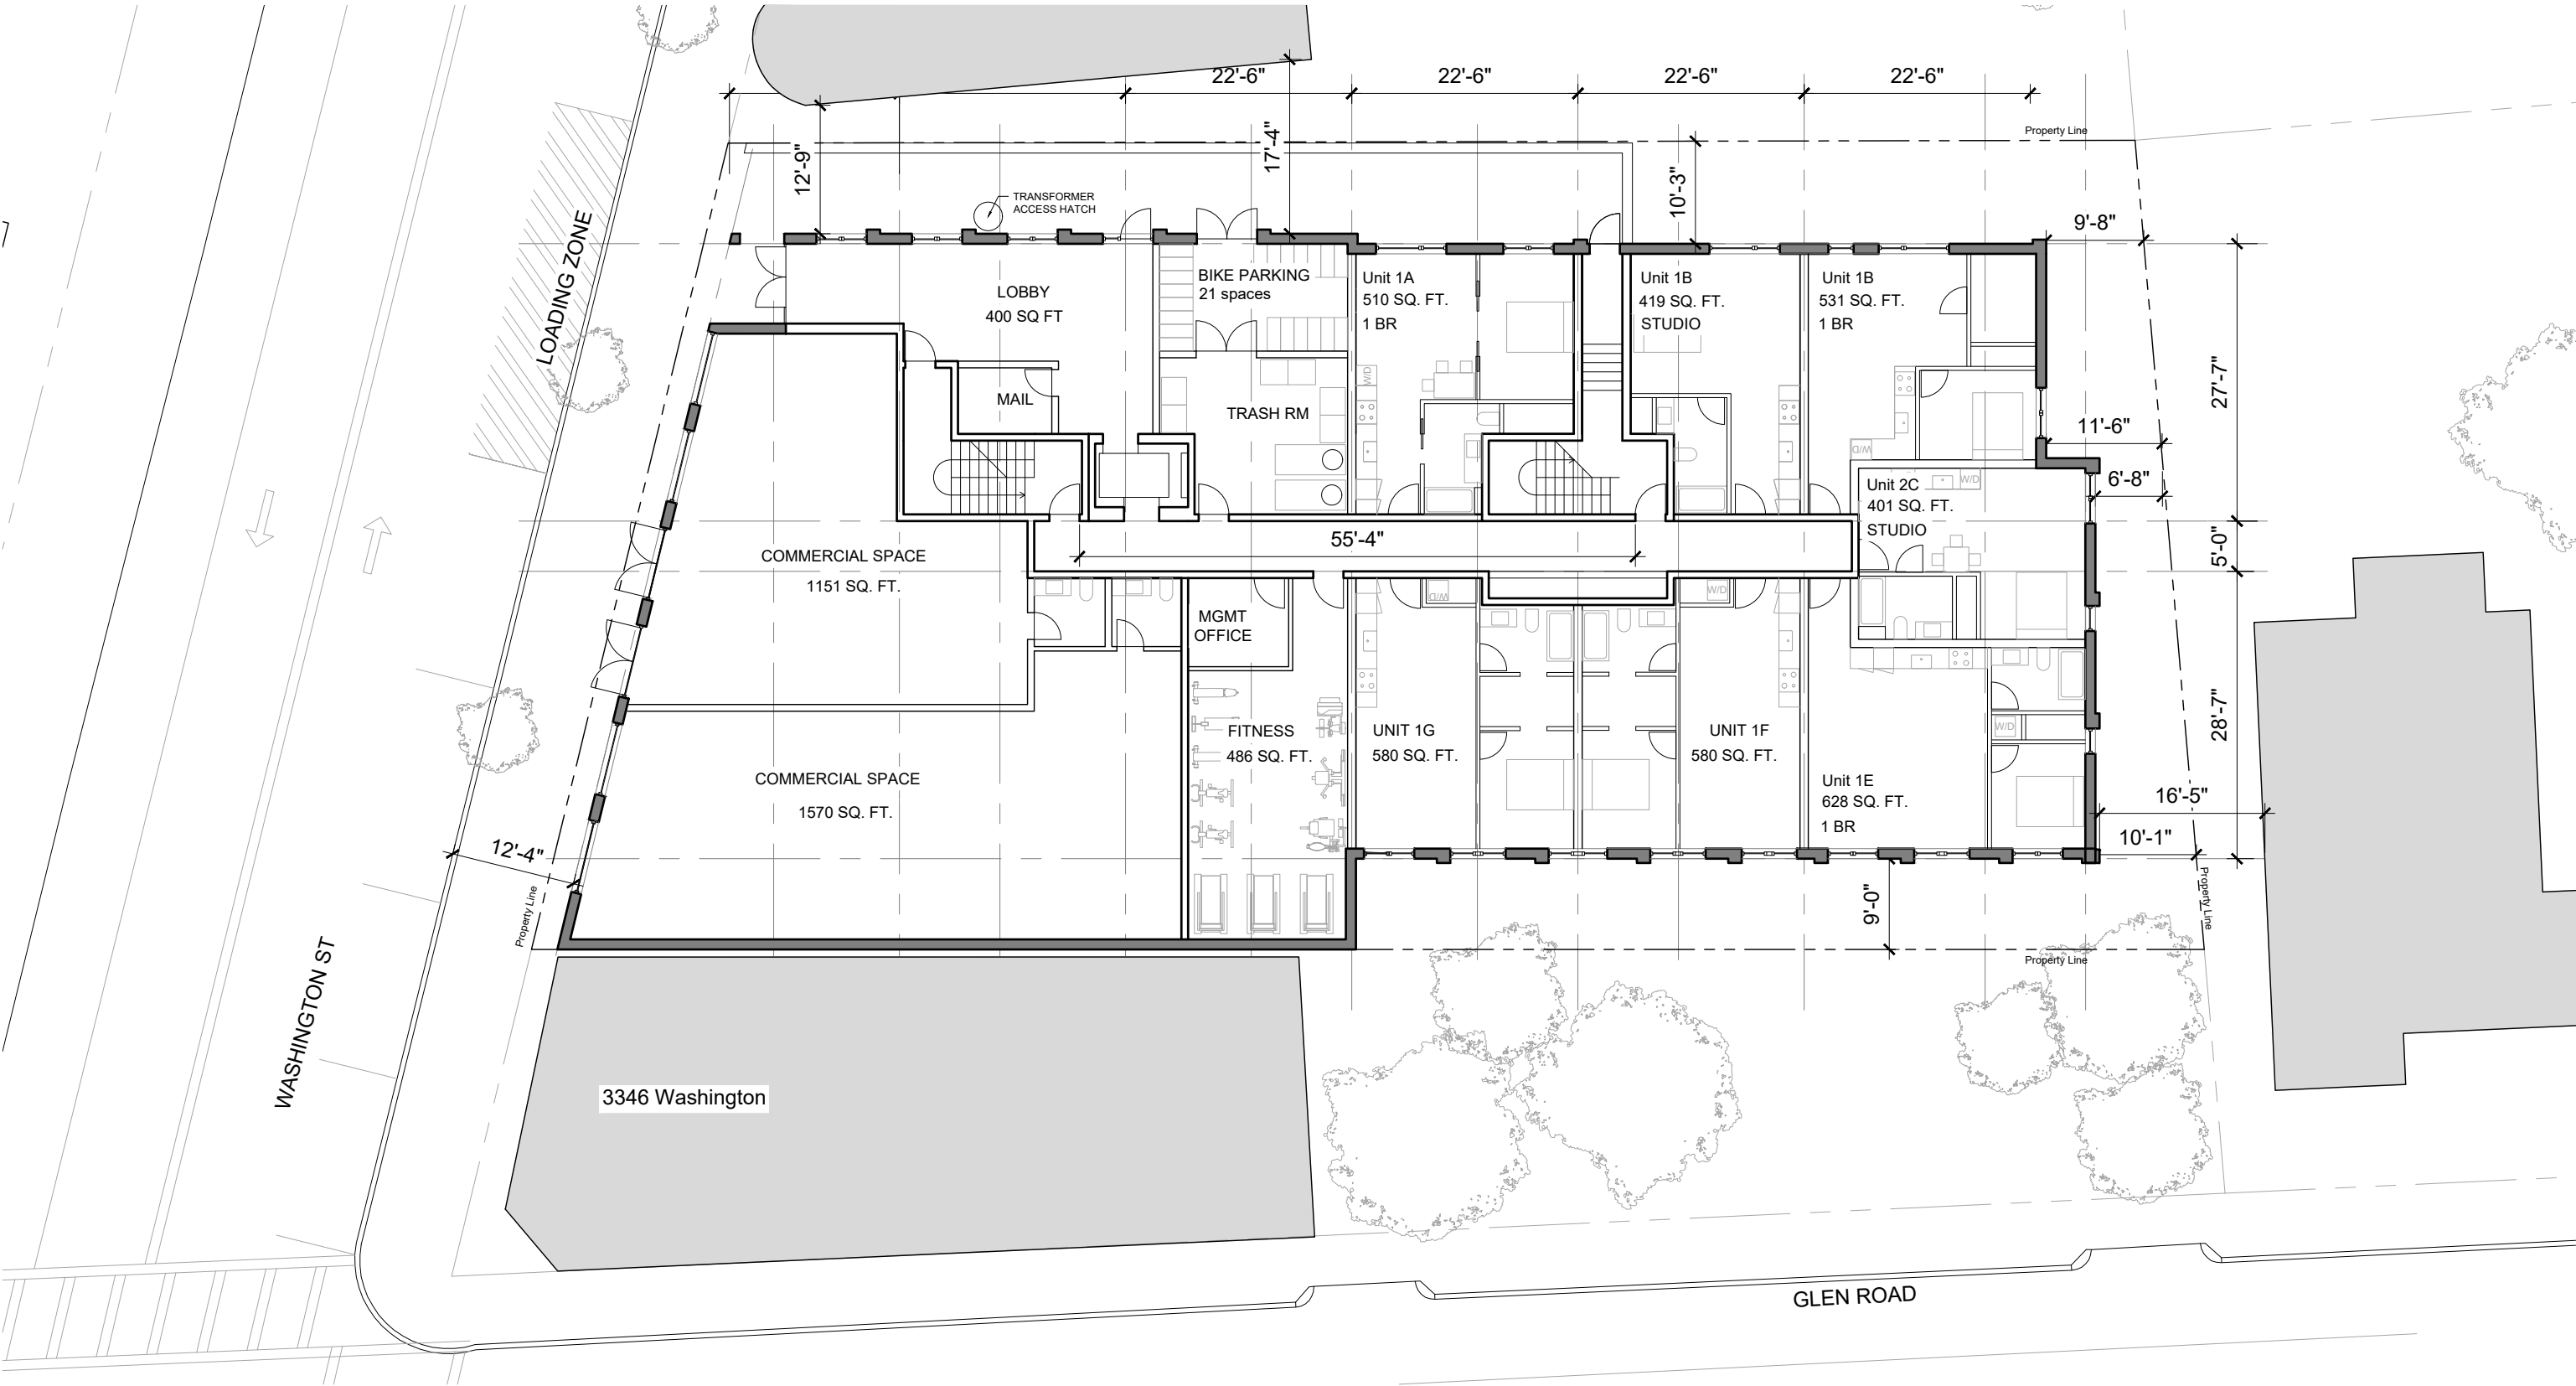 22'-6"
22'-6"
22'-6"
22'-6"
Property Line
12'-9"
17'-4"
10'-3"
TRANSFORMER
ACCESS HATCH
9'-8"
LOADING ZONE
LOBBY
400 SQ FT
BIKE PARKING
21 spaces
Unit 1A
510 SQ. FT.
1 BR
Unit 1B
419 SQ. FT.
STUDIO
Unit 1B
531 SQ. FT.
1 BR
27'-7"
MAIL
TRASH RM
W/D
W/D
11'-6"
Unit 2C
401 SQ. FT.
STUDIO
W/D
6'-8"
55'-4"
5'-0"
COMMERCIAL SPACE
1151 SQ. FT.
W/D
W/D
MGMT
OFFICE
FITNESS
486 SQ. FT.
UNIT 1G
580 SQ. FT.
UNIT 1F
580 SQ. FT.
W/D
28'-7"
COMMERCIAL SPACE
1570 SQ. FT.
Unit 1E
628 SQ. FT.
1 BR
16'-5"
10'-1"
12'-4"
Property Line
9'-0"
Property Line
Property Line
WASHINGTON ST
3346 Washington
GLEN ROAD